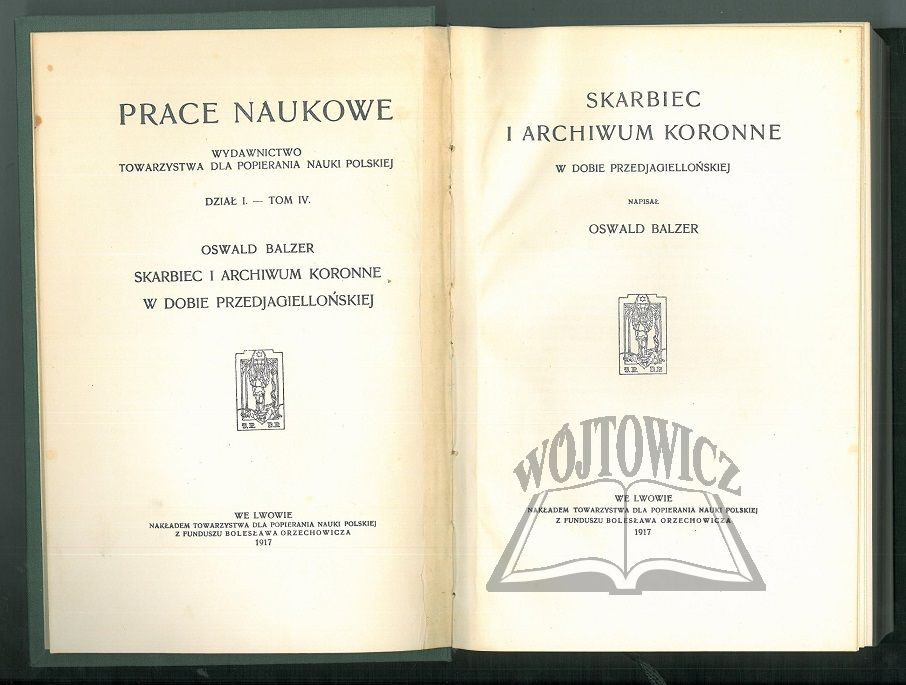 PRACE NAUKOWE
WYDAWNICTWO
TOWARZYSTWA DLA POPIERANIA NAUKI POLSKIEJ
DZIAŁ I. — TOM IV.
OSWALD BALZER
SKARBIEC I ARCHIWUM KORONNE
W DOBIE PRZEDJAGIELLOŃSKIEJ
WE LWOWIE
NAKŁADEM TOWARZYSTWA DLA POPIERANIA NAUKI POLSKIEJ
Z FUNDUSZU BOLESŁAWA ORZECHOWICZA
1917
SKARBIEC
I ARCHIWUM KORONNE
W DOBIE PRZEDJAGIELLOŃSKIEJ
NAPISAŁ
OSWALD BALZER
WÓJTOWICZ
WE LWOWIE
NAKŁADEM TOWARZYSTWA DLA POPIERANIA NAUKI POLSKIEJ
Z FUNDUSZU BOLESŁAWA ORZECHOWICZA
1917